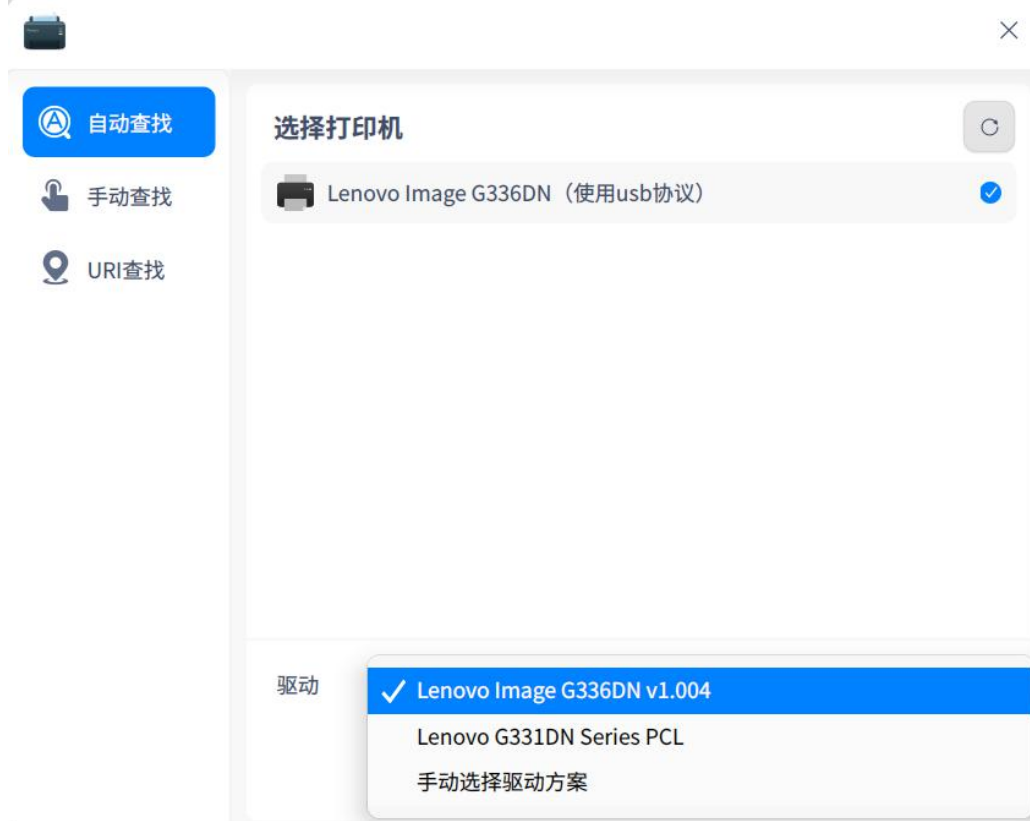 自动查找
手动查找
URI查找
选择打印机
Lenovo Image G336DN（使用usb协议）
驱动
Lenovo Image G336DN v1.004
Lenovo G331DN Series PCL
手动选择驱动方案